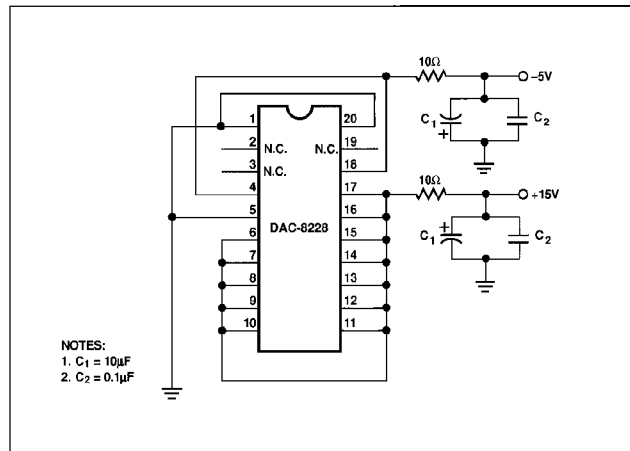 10Ω
–5V
C1
+
C2
1
20
2
N.C.
N.C.
19
3
N.C.
18
4
17
10Ω
+15V
5
DAC-8228
16
6
15
+
C1
C2
7
14
8
13
9
12
10
11
NOTES:
1. C1 = 10µF
2. C2 = 0.1µF